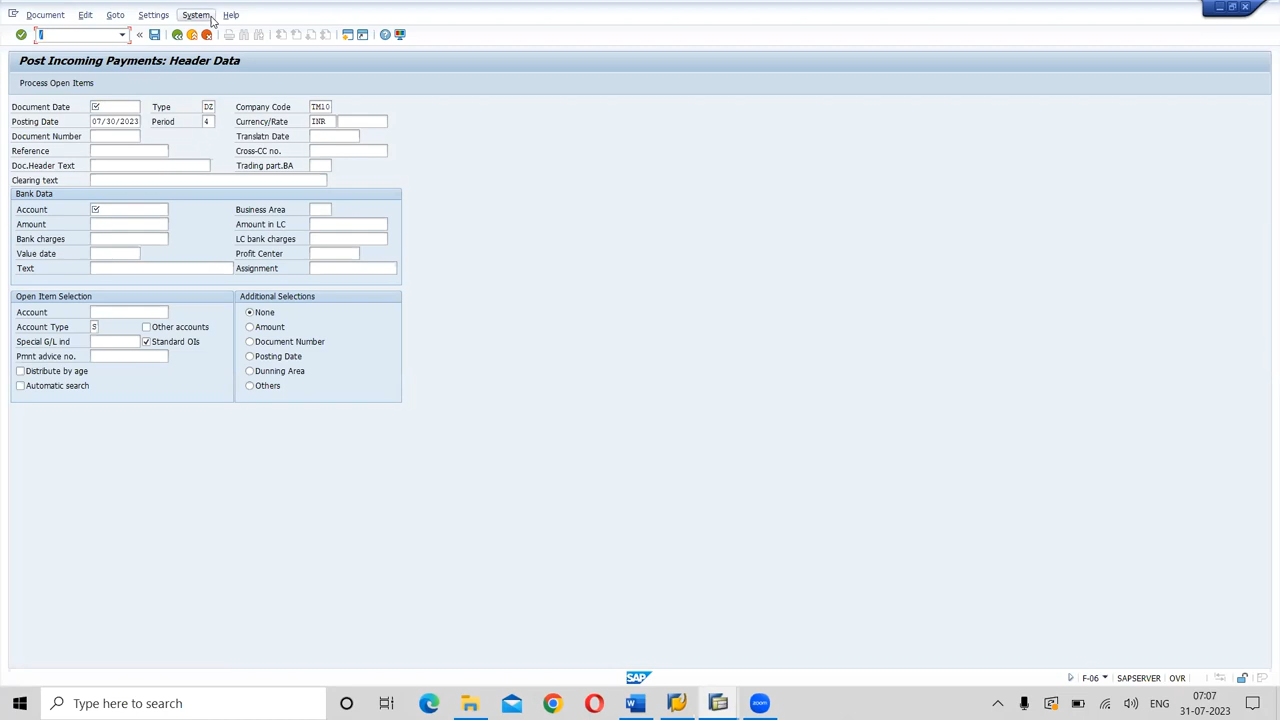 Document Edit Goto Settings System Help
Post Incoming Payments: Header Data
Process Open Items
Document Date Type DZ Company Code TM10
Posting Date 07/30/2023 Period 4 Currency/Rate INR
Document Number Translatn Date
Reference Cross-CC no.
Doc.Header Text Trading part.BA
Clearing text
Bank Data
Account Business Area
Amount Amount in LC
Bank charges LC bank charges
Value date Profit Center
Text Assignment
Open Item Selection Additional Selections
Account None
Account Type S Other accounts Amount
Special G/L ind Standard OIs Document Number
Pmnt advice no. Posting Date
Distribute by age Dunning Area
Automatic search Others
SAP F-06 SAPSERVER OVR
Type here to search ENG 07:07
31-07-2023
zoom